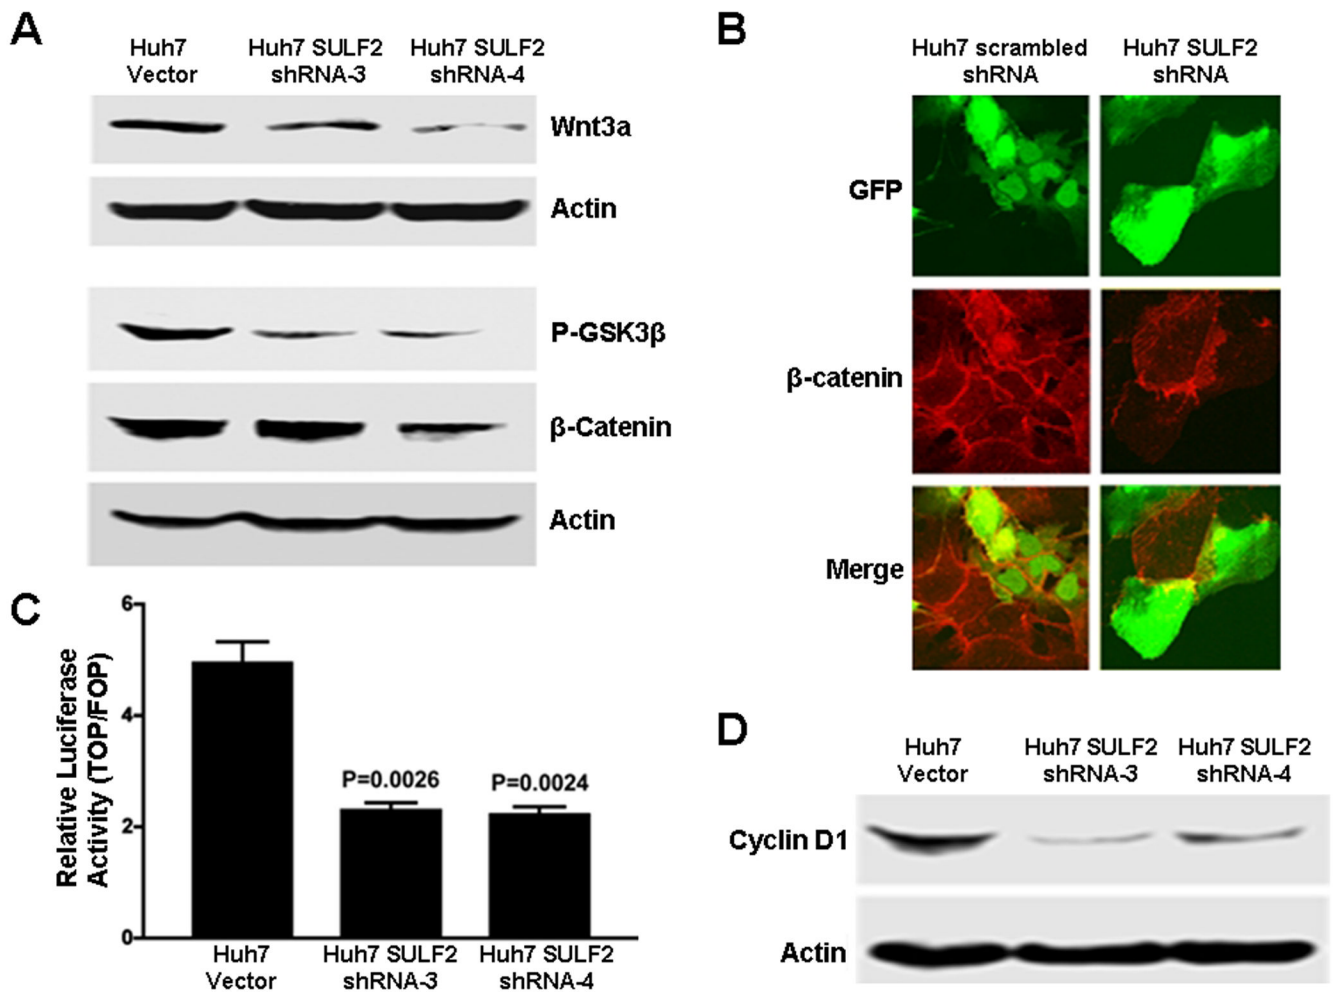 A
Huh7
Vector
Huh7 SULF2
shRNA-3
Huh7 SULF2
shRNA-4
Wnt3a
Actin
P-GSK3β
β-Catenin
Actin
B
Huh7 scrambled
shRNA
Huh7 SULF2
shRNA
GFP
β-catenin
Merge
C
Relative Luciferase
Activity (TOP/FOP)
6
4
2
0
P=0.0026
P=0.0024
Huh7
Vector
Huh7 SULF2
shRNA-3
Huh7 SULF2
shRNA-4
D
Huh7
Vector
Huh7 SULF2
shRNA-3
Huh7 SULF2
shRNA-4
Cyclin D1
Actin